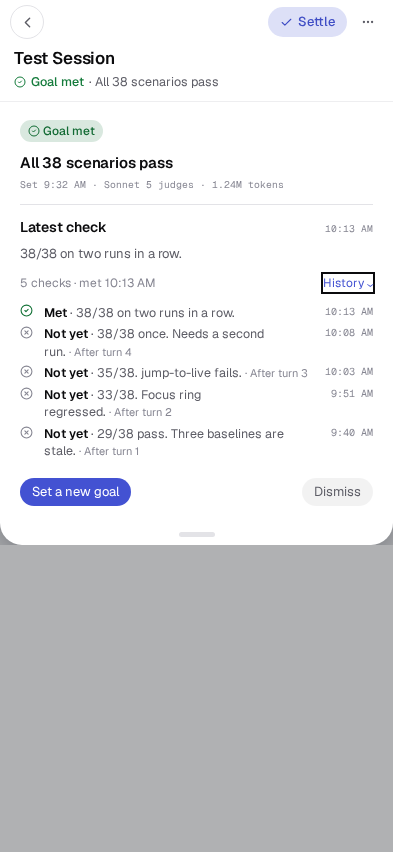 Settle
Test Session
Goal met · All 38 scenarios pass
Goal met
All 38 scenarios pass
Set 9:32 AM · Sonnet 5 judges · 1.24M tokens
Latest check 10:13 AM
38/38 on two runs in a row.
5 checks · met 10:13 AM History
Met · 38/38 on two runs in a row. 10:13 AM
Not yet · 38/38 once. Needs a second 10:08 AM
run. · After turn 4
Not yet · 35/38. jump-to-live fails. · After turn 3 10:03 AM
Not yet · 33/38. Focus ring 9:51 AM
regressed. · After turn 2
Not yet · 29/38 pass. Three baselines are 9:40 AM
stale. · After turn 1
Set a new goal Dismiss